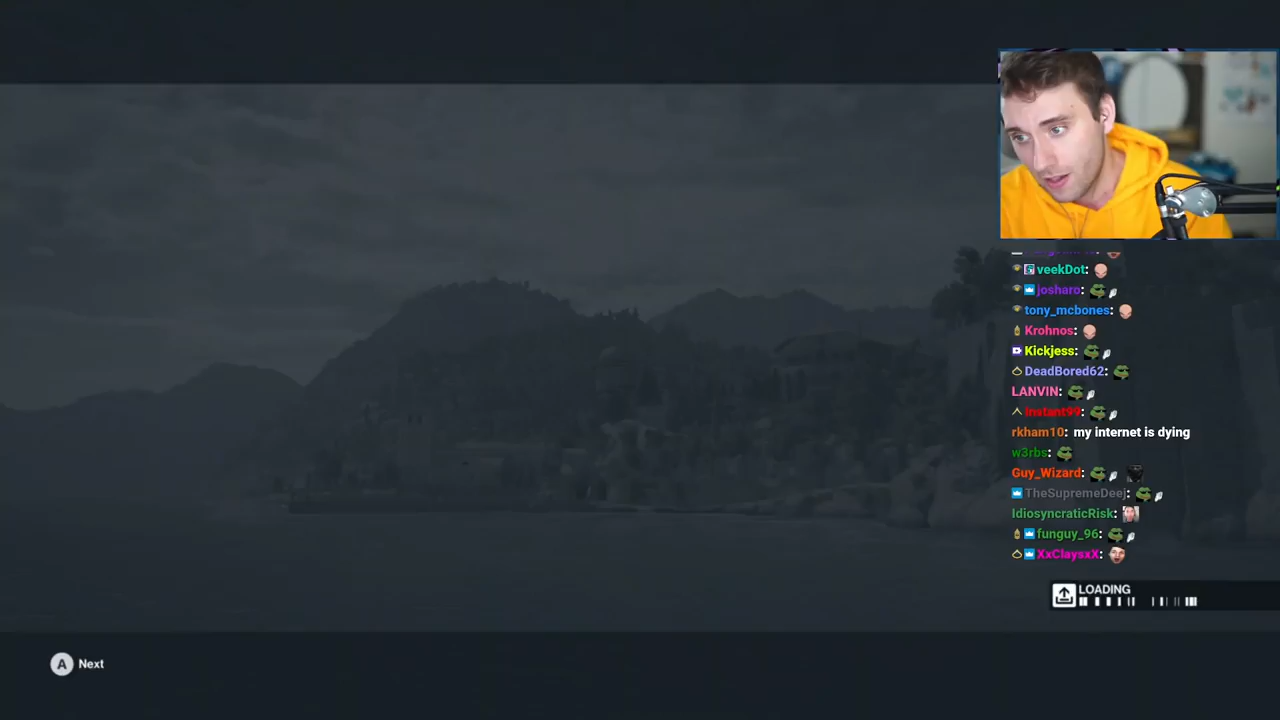 veekDot:
josharo:
tony_mcbones:
Krohnos:
Kickjess:
DeadBored62:
LANVIN:
Instant99:
rkham10: my internet is dying
w3rbs:
Guy_Wizard:
TheSupremeDeej:
IdiosyncraticRisk:
funguy_96:
XxClaysxX:
LOADING
A Next